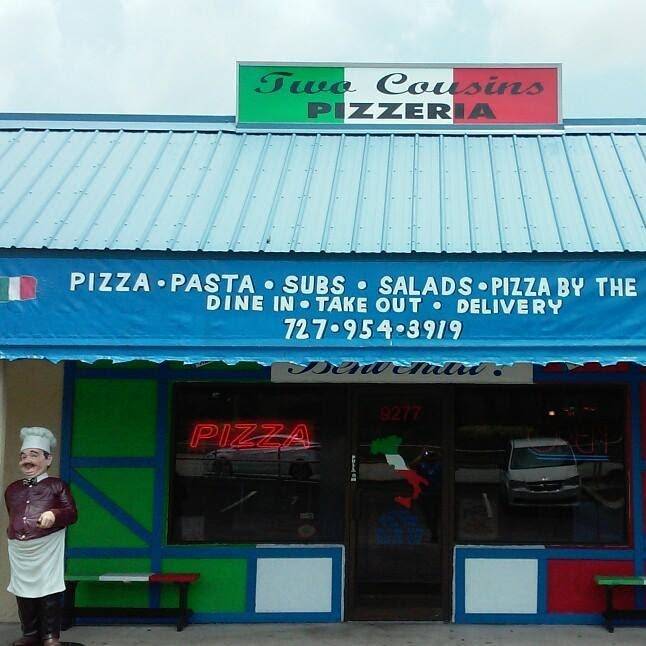 Two Cousins
PIZZERIA
PIZZA • PASTA • SUBS • SALADS • PIZZA BY THE
DINE IN • TAKE OUT • DELIVERY
727 • 954 • 3919
9277
PIZZA